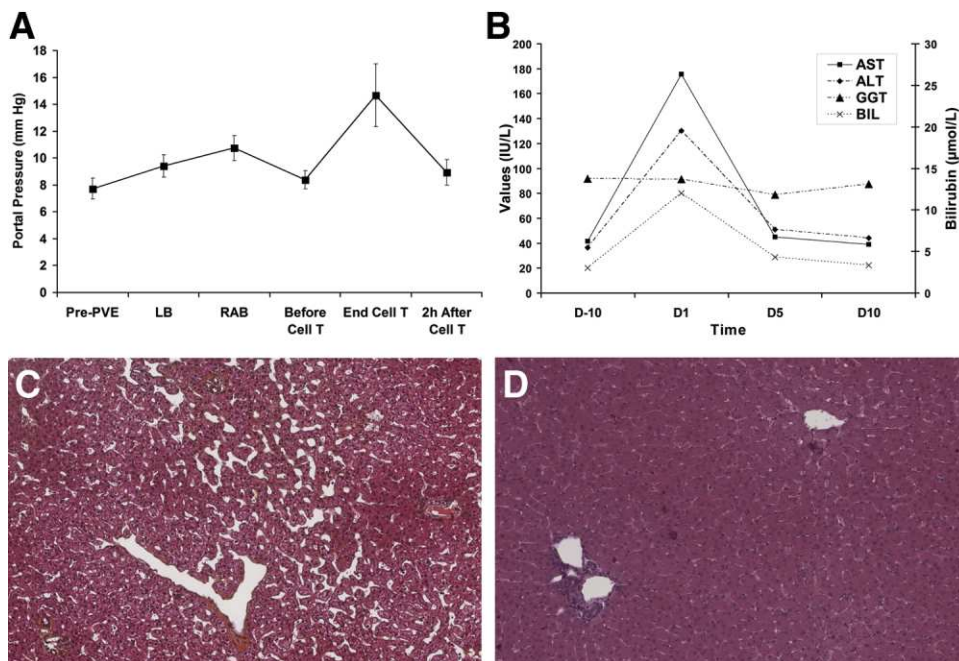 A
18
16
14
12
10
8
6
4
2
0
Portal Pressure (mm Hg)
Pre-PVE LB RAB Before Cell T End Cell T 2h After Cell T
B
200
180
160
140
120
100
80
60
40
20
0
Values (IU/L)
30
25
20
15
10
5
0
Bilirubin (μmol/L)
AST
ALT
GGT
BIL
D-10 D1 D5 D10
Time
C
D